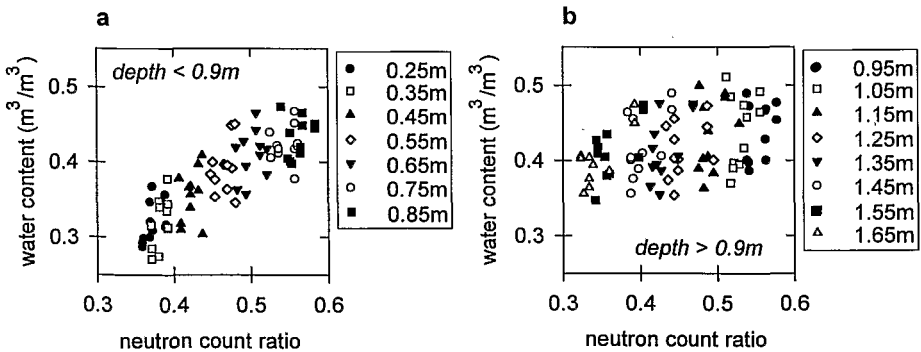 a
water content (m³/m³)
depth < 0.9m
0.5
0.4
0.3
0.3
0.4
0.5
0.6
neutron count ratio
0.25m
0.35m
0.45m
0.55m
0.65m
0.75m
0.85m
b
water content (m³/m³)
0.5
0.4
0.3
depth > 0.9m
0.3
0.4
0.5
0.6
neutron count ratio
0.95m
1.05m
1.15m
1.25m
1.35m
1.45m
1.55m
1.65m